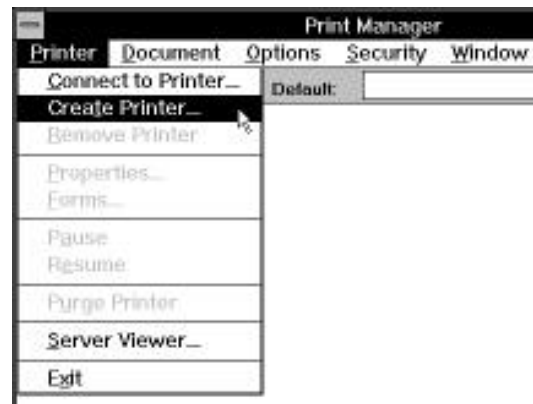 Print Manager
Printer Document Options Security Window
Connect to Printer...
Default:
Create Printer...
Remove Printer
Properties...
Forms...
Pause
Resume
Purge Printer
Server Viewer...
Exit